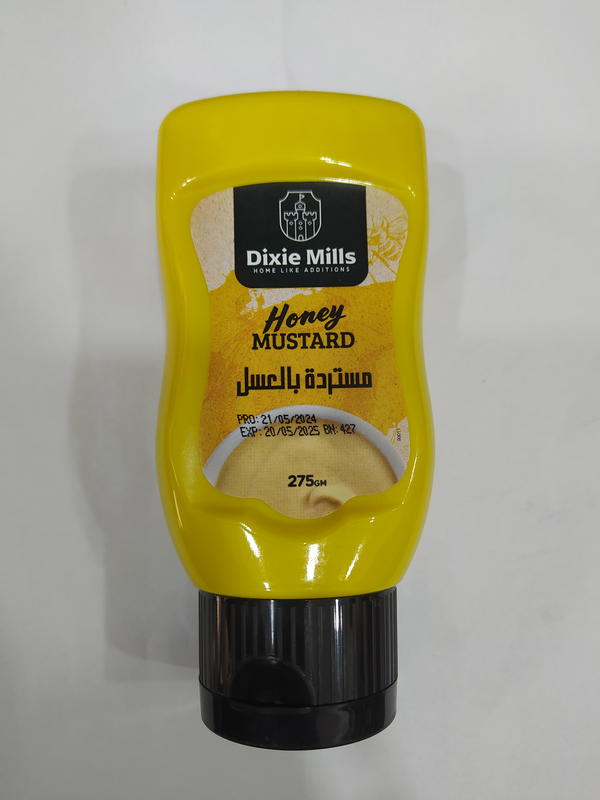 Dixie Mills
HOME LIKE ADDITIONS
Honey
MUSTARD
مستردة بالعسل
PRO: 21/05/2024
EXP: 20/05/2025 BN: 427
275GM